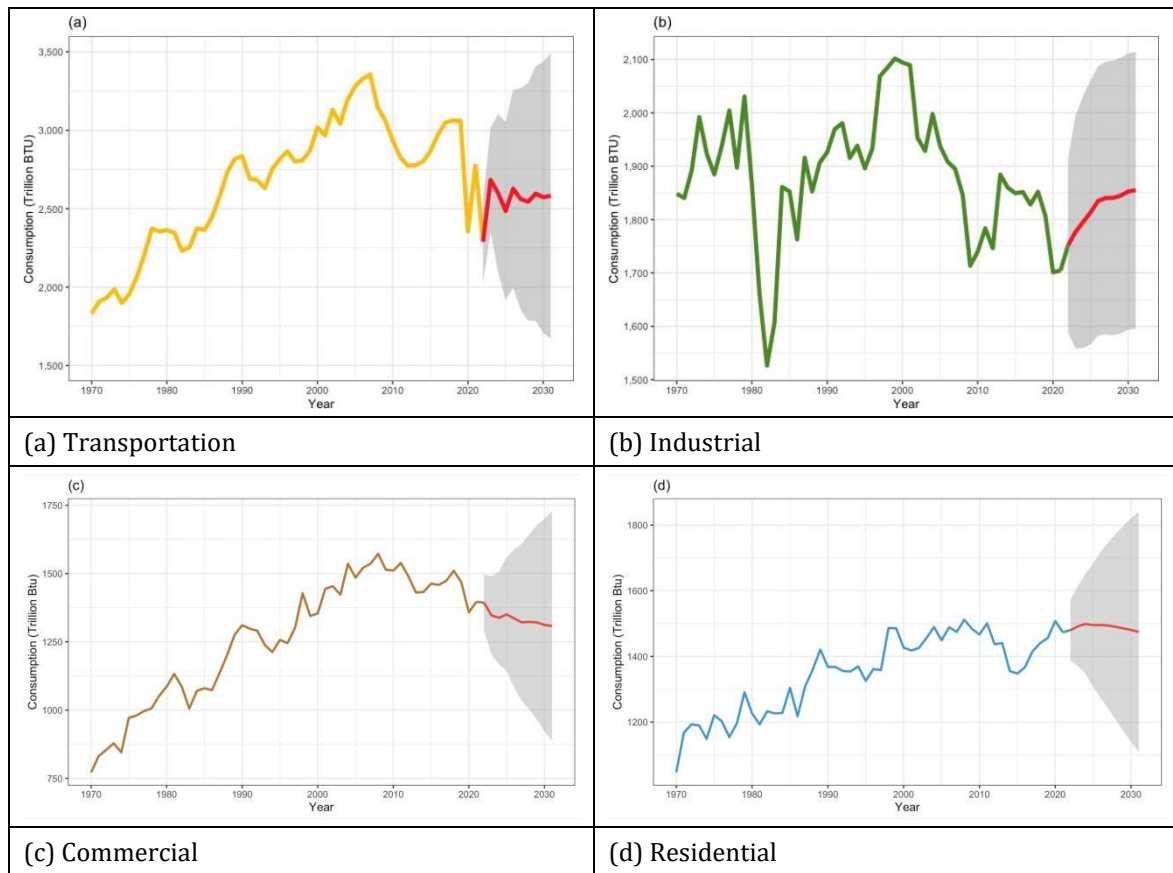 (a)
3,500
3,000
2,500
2,000
1,500
Consumption (Trillion BTU)
1970 1980 1990 2000 2010 2020 2030
Year
(b)
2,100
2,000
1,900
1,800
1,700
1,600
1,500
Consumption (Trillion BTU)
1970 1980 1990 2000 2010 2020 2030
Year
(a) Transportation
(b) Industrial
(c)
1750
1500
1250
1000
750
Consumption (Trillion Btu)
1970 1980 1990 2000 2010 2020 2030
Year
(d)
1800
1600
1400
1200
Consumption (Trillion Btu)
1970 1980 1990 2000 2010 2020 2030
Year
(c) Commercial
(d) Residential